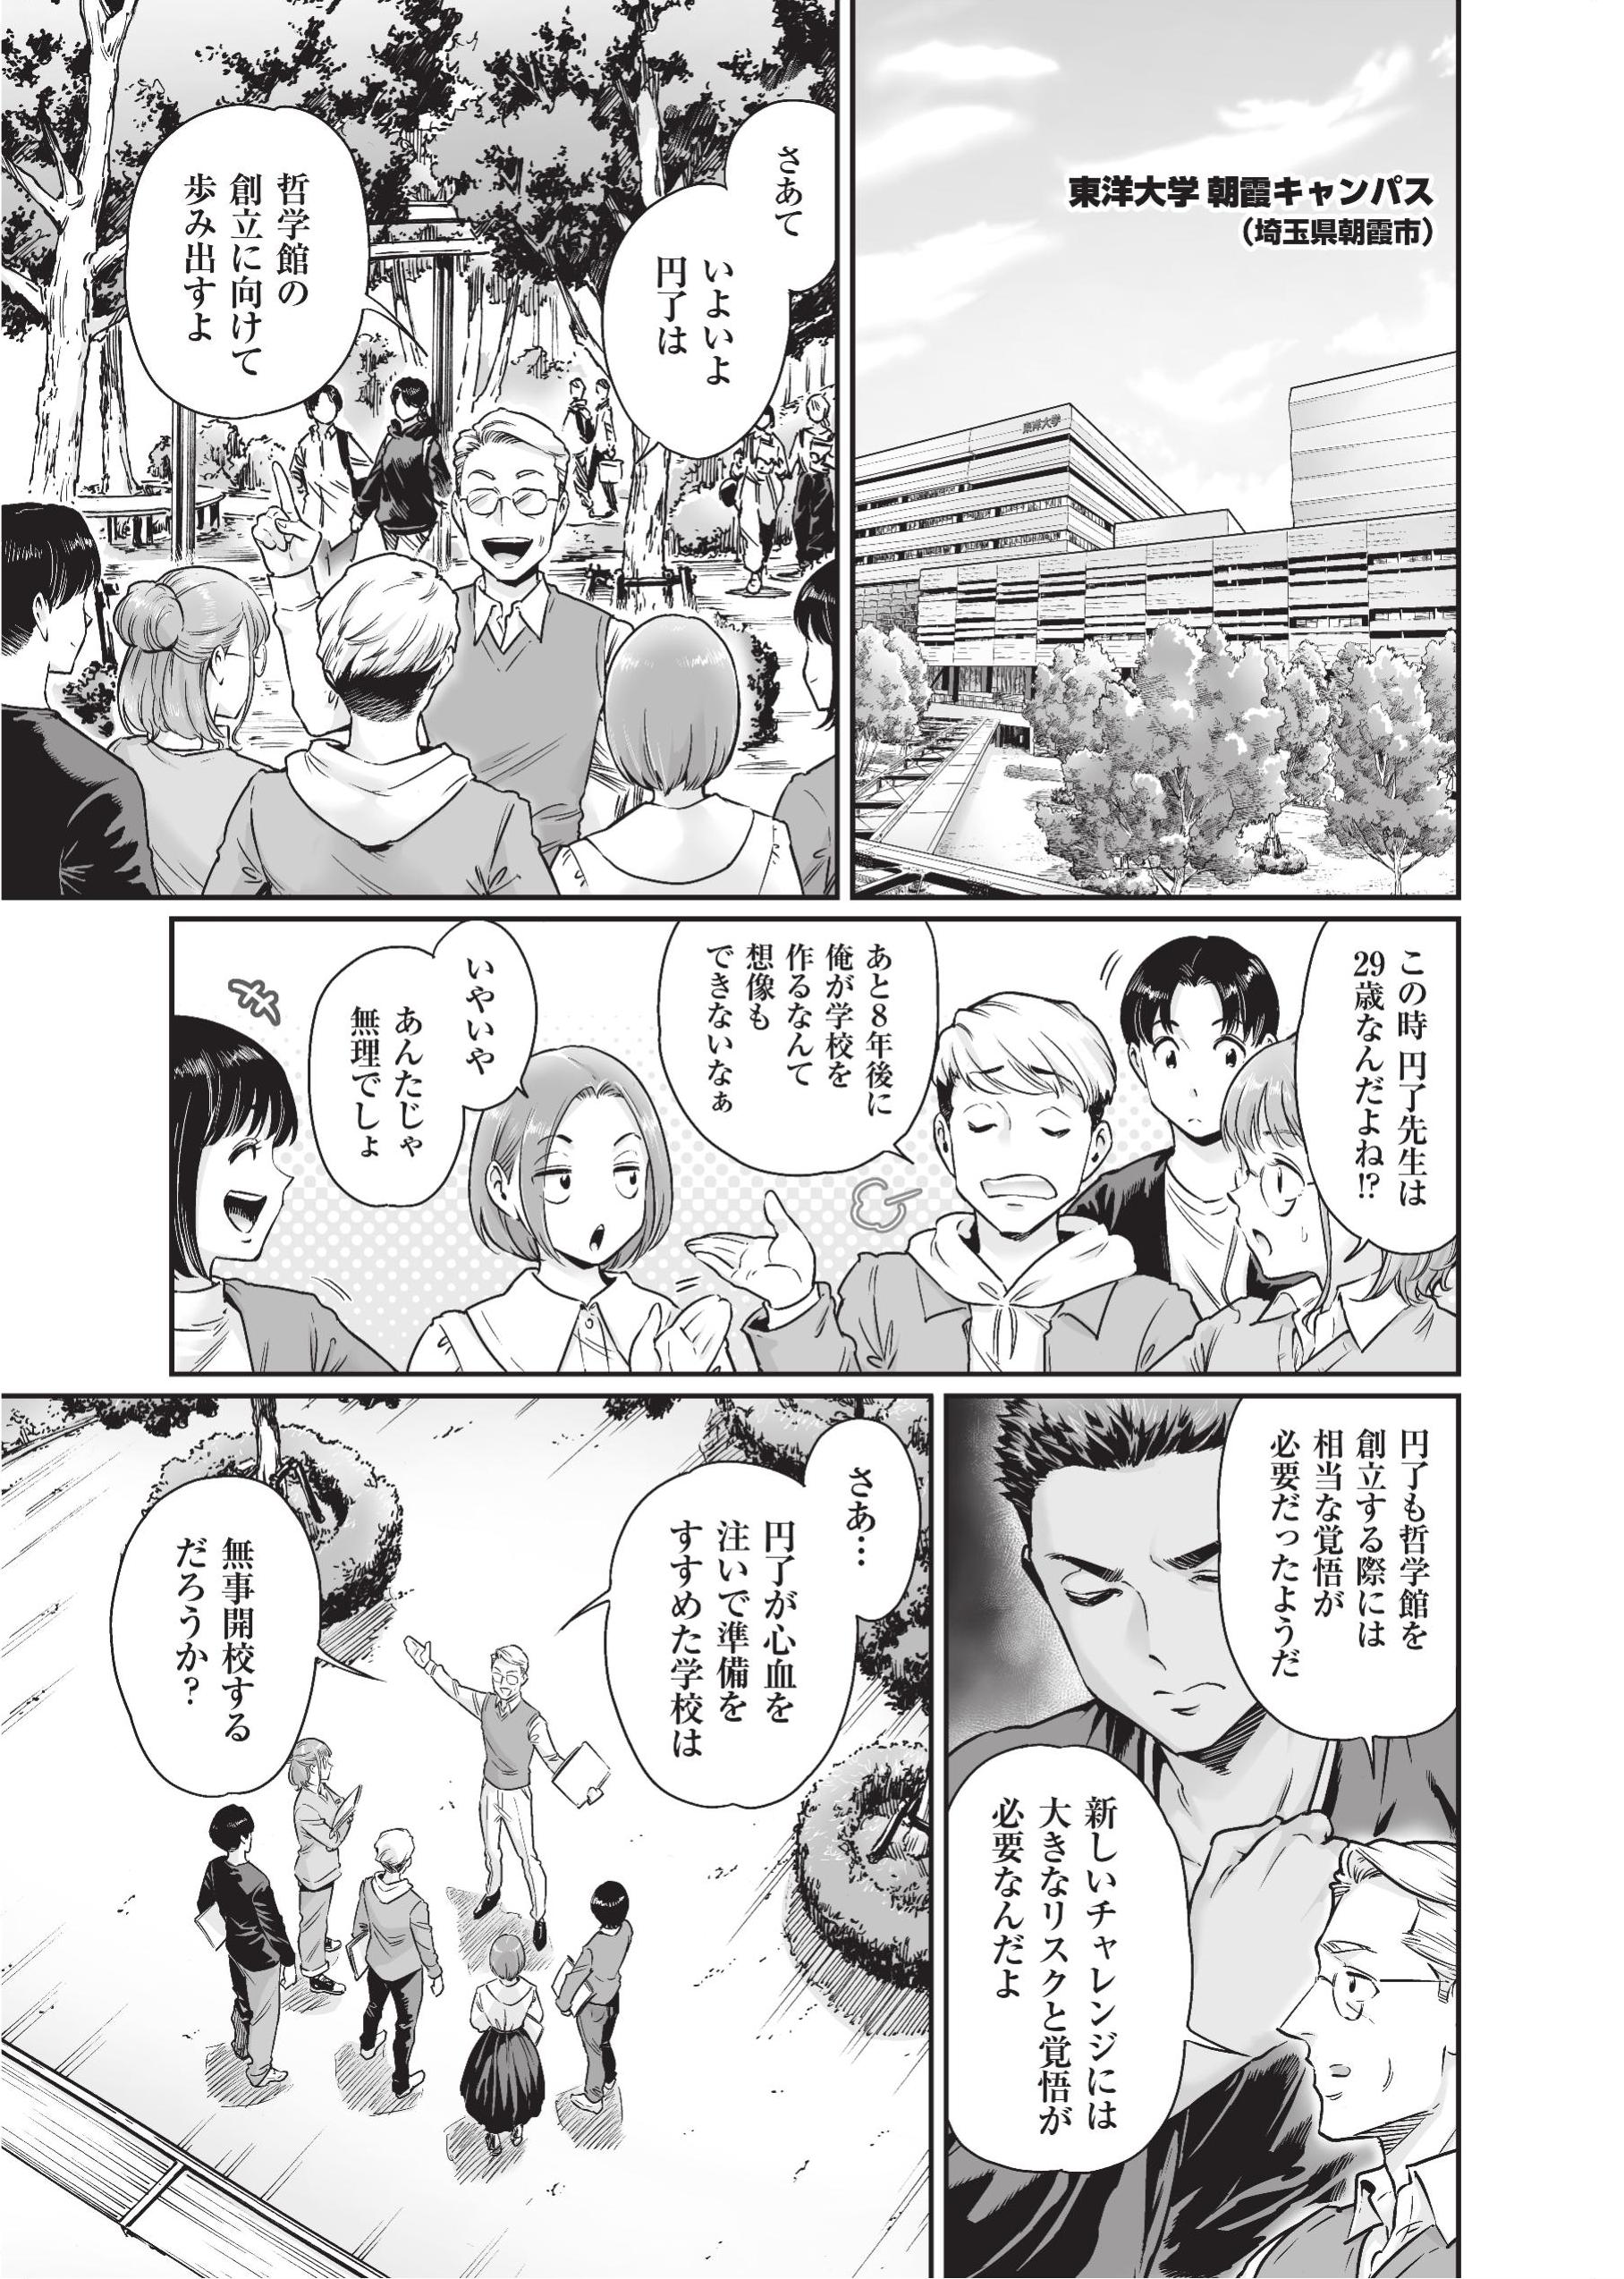 東洋大学 朝霞キャンパス
（埼玉県朝霞市）
東洋大学
さあて
いよいよ
円了は
哲学館の
創立に向けて
歩み出すよ
この時 円了先生は
29歳なんだよね!?
あと8年後に
俺が学校を
作るなんて
想像も
できないなぁ
いやいや
あんたじゃ
無理でしょ
円了も哲学館を
創立する際には
相当な覚悟が
必要だったようだ
新しいチャレンジには
大きなリスクと覚悟が
必要なんだよ
さあ…
円了が心血を
注いで準備を
すすめた学校は
無事開校する
だろうか？